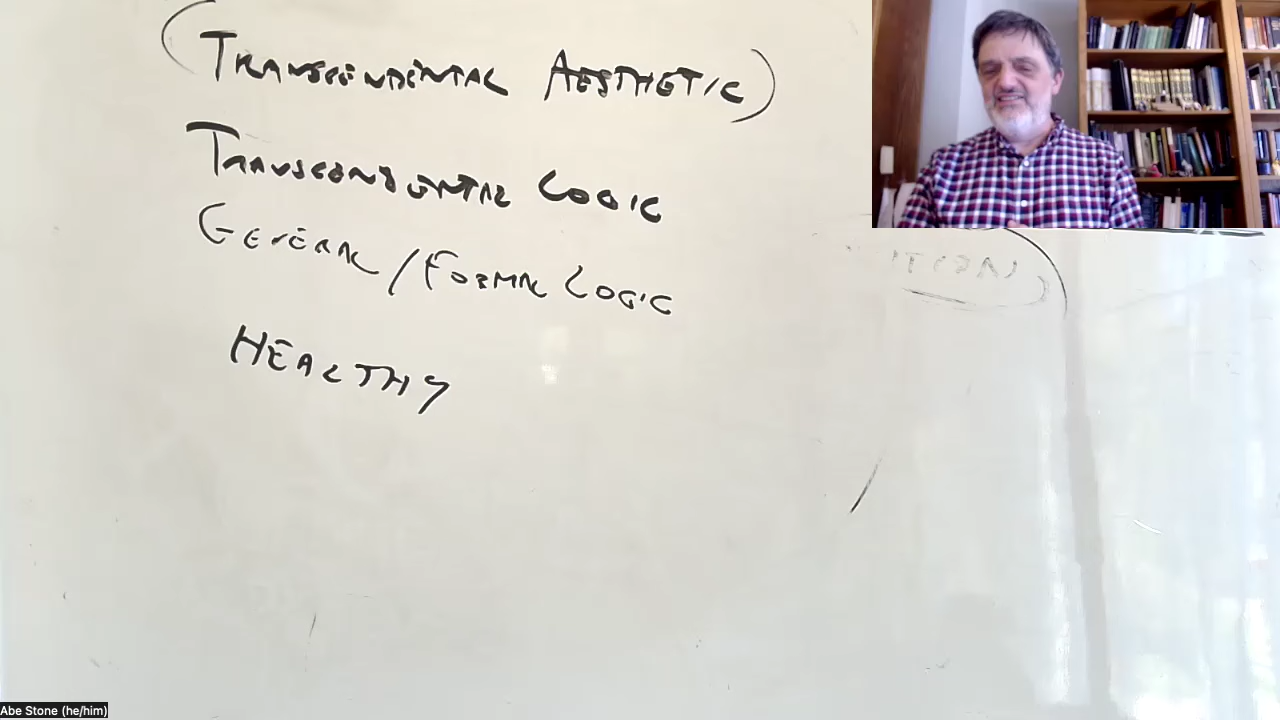 (TRANSCENDENTAL AESTHETIC)
TRANSCENDENTAL LOGIC
GENERAL/FORMAL LOGIC
HEALTHY
Abe Stone (he/him)